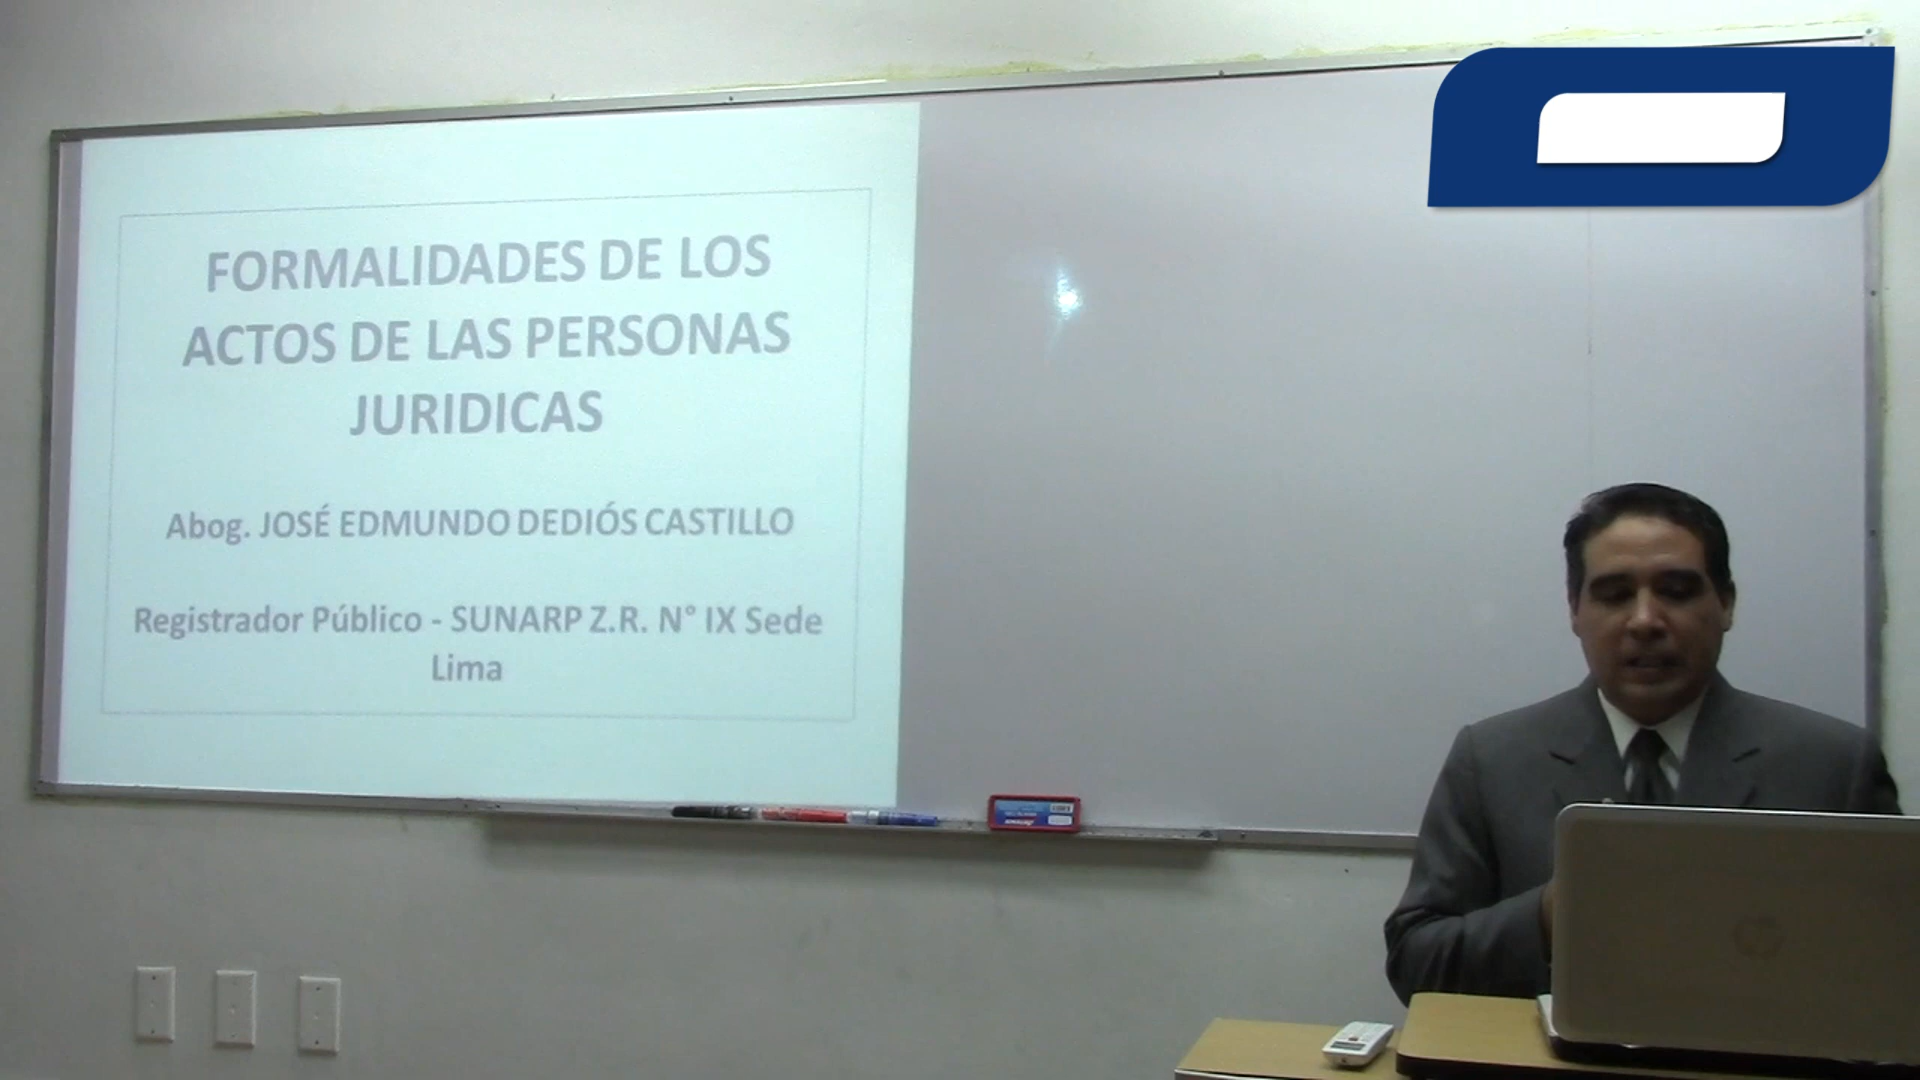 FORMALIDADES DE LOS
ACTOS DE LAS PERSONAS
JURIDICAS
Abog. JOSÉ EDMUNDO DEDIÓS CASTILLO
Registrador Público - SUNARP Z.R. N° IX Sede
Lima